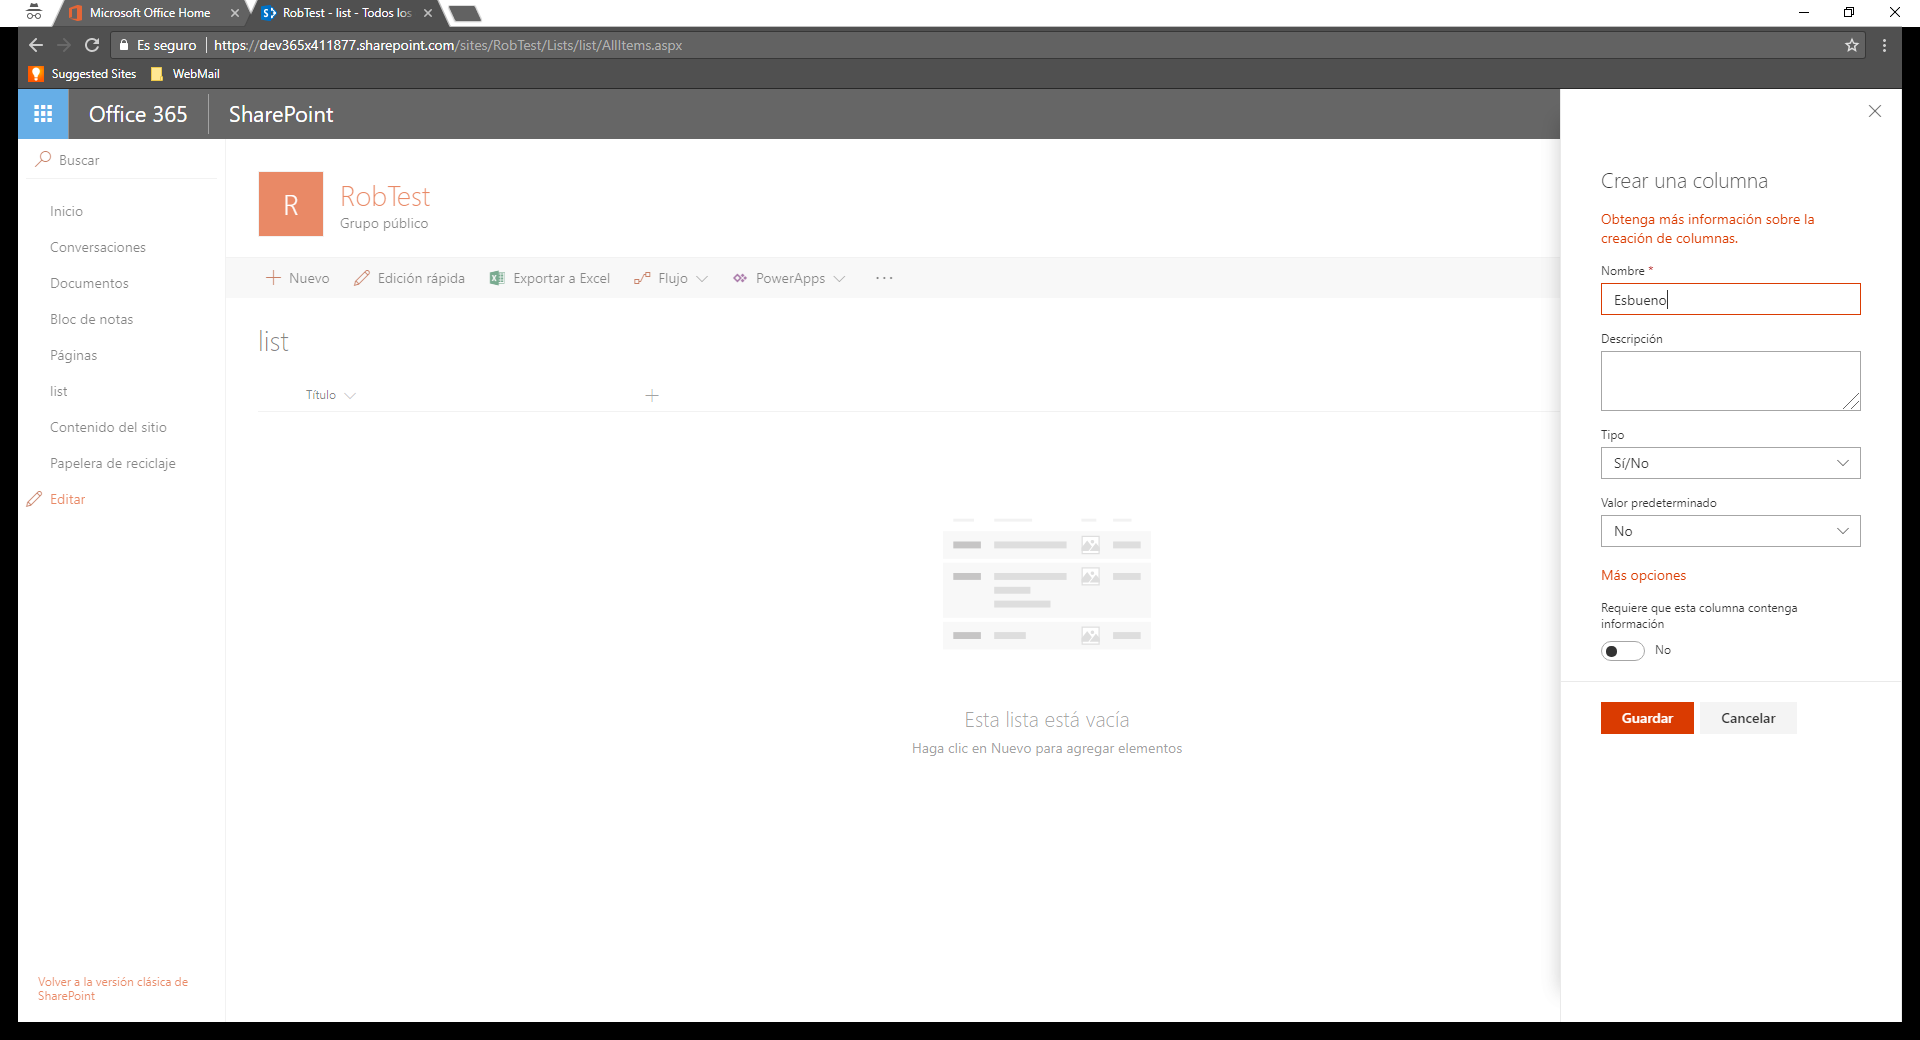 Microsoft Office Home
RobTest - list - Todos los
Es seguro
https://dev365x411877.sharepoint.com/sites/RobTest/Lists/list/AllItems.aspx
Suggested Sites
WebMail
Office 365
SharePoint
Buscar
Inicio
Conversaciones
Documentos
Bloc de notas
Páginas
list
Contenido del sitio
Papelera de reciclaje
Editar
Volver a la versión clásica de
SharePoint
R
RobTest
Grupo público
Nuevo
Edición rápida
Exportar a Excel
Flujo
PowerApps
list
Título
Esta lista está vacía
Haga clic en Nuevo para agregar elementos
Crear una columna
Obtenga más información sobre la
creación de columnas.
Nombre *
Esbueno
Descripción
Tipo
Sí/No
Valor predeterminado
No
Más opciones
Requiere que esta columna contenga
información
No
Guardar
Cancelar